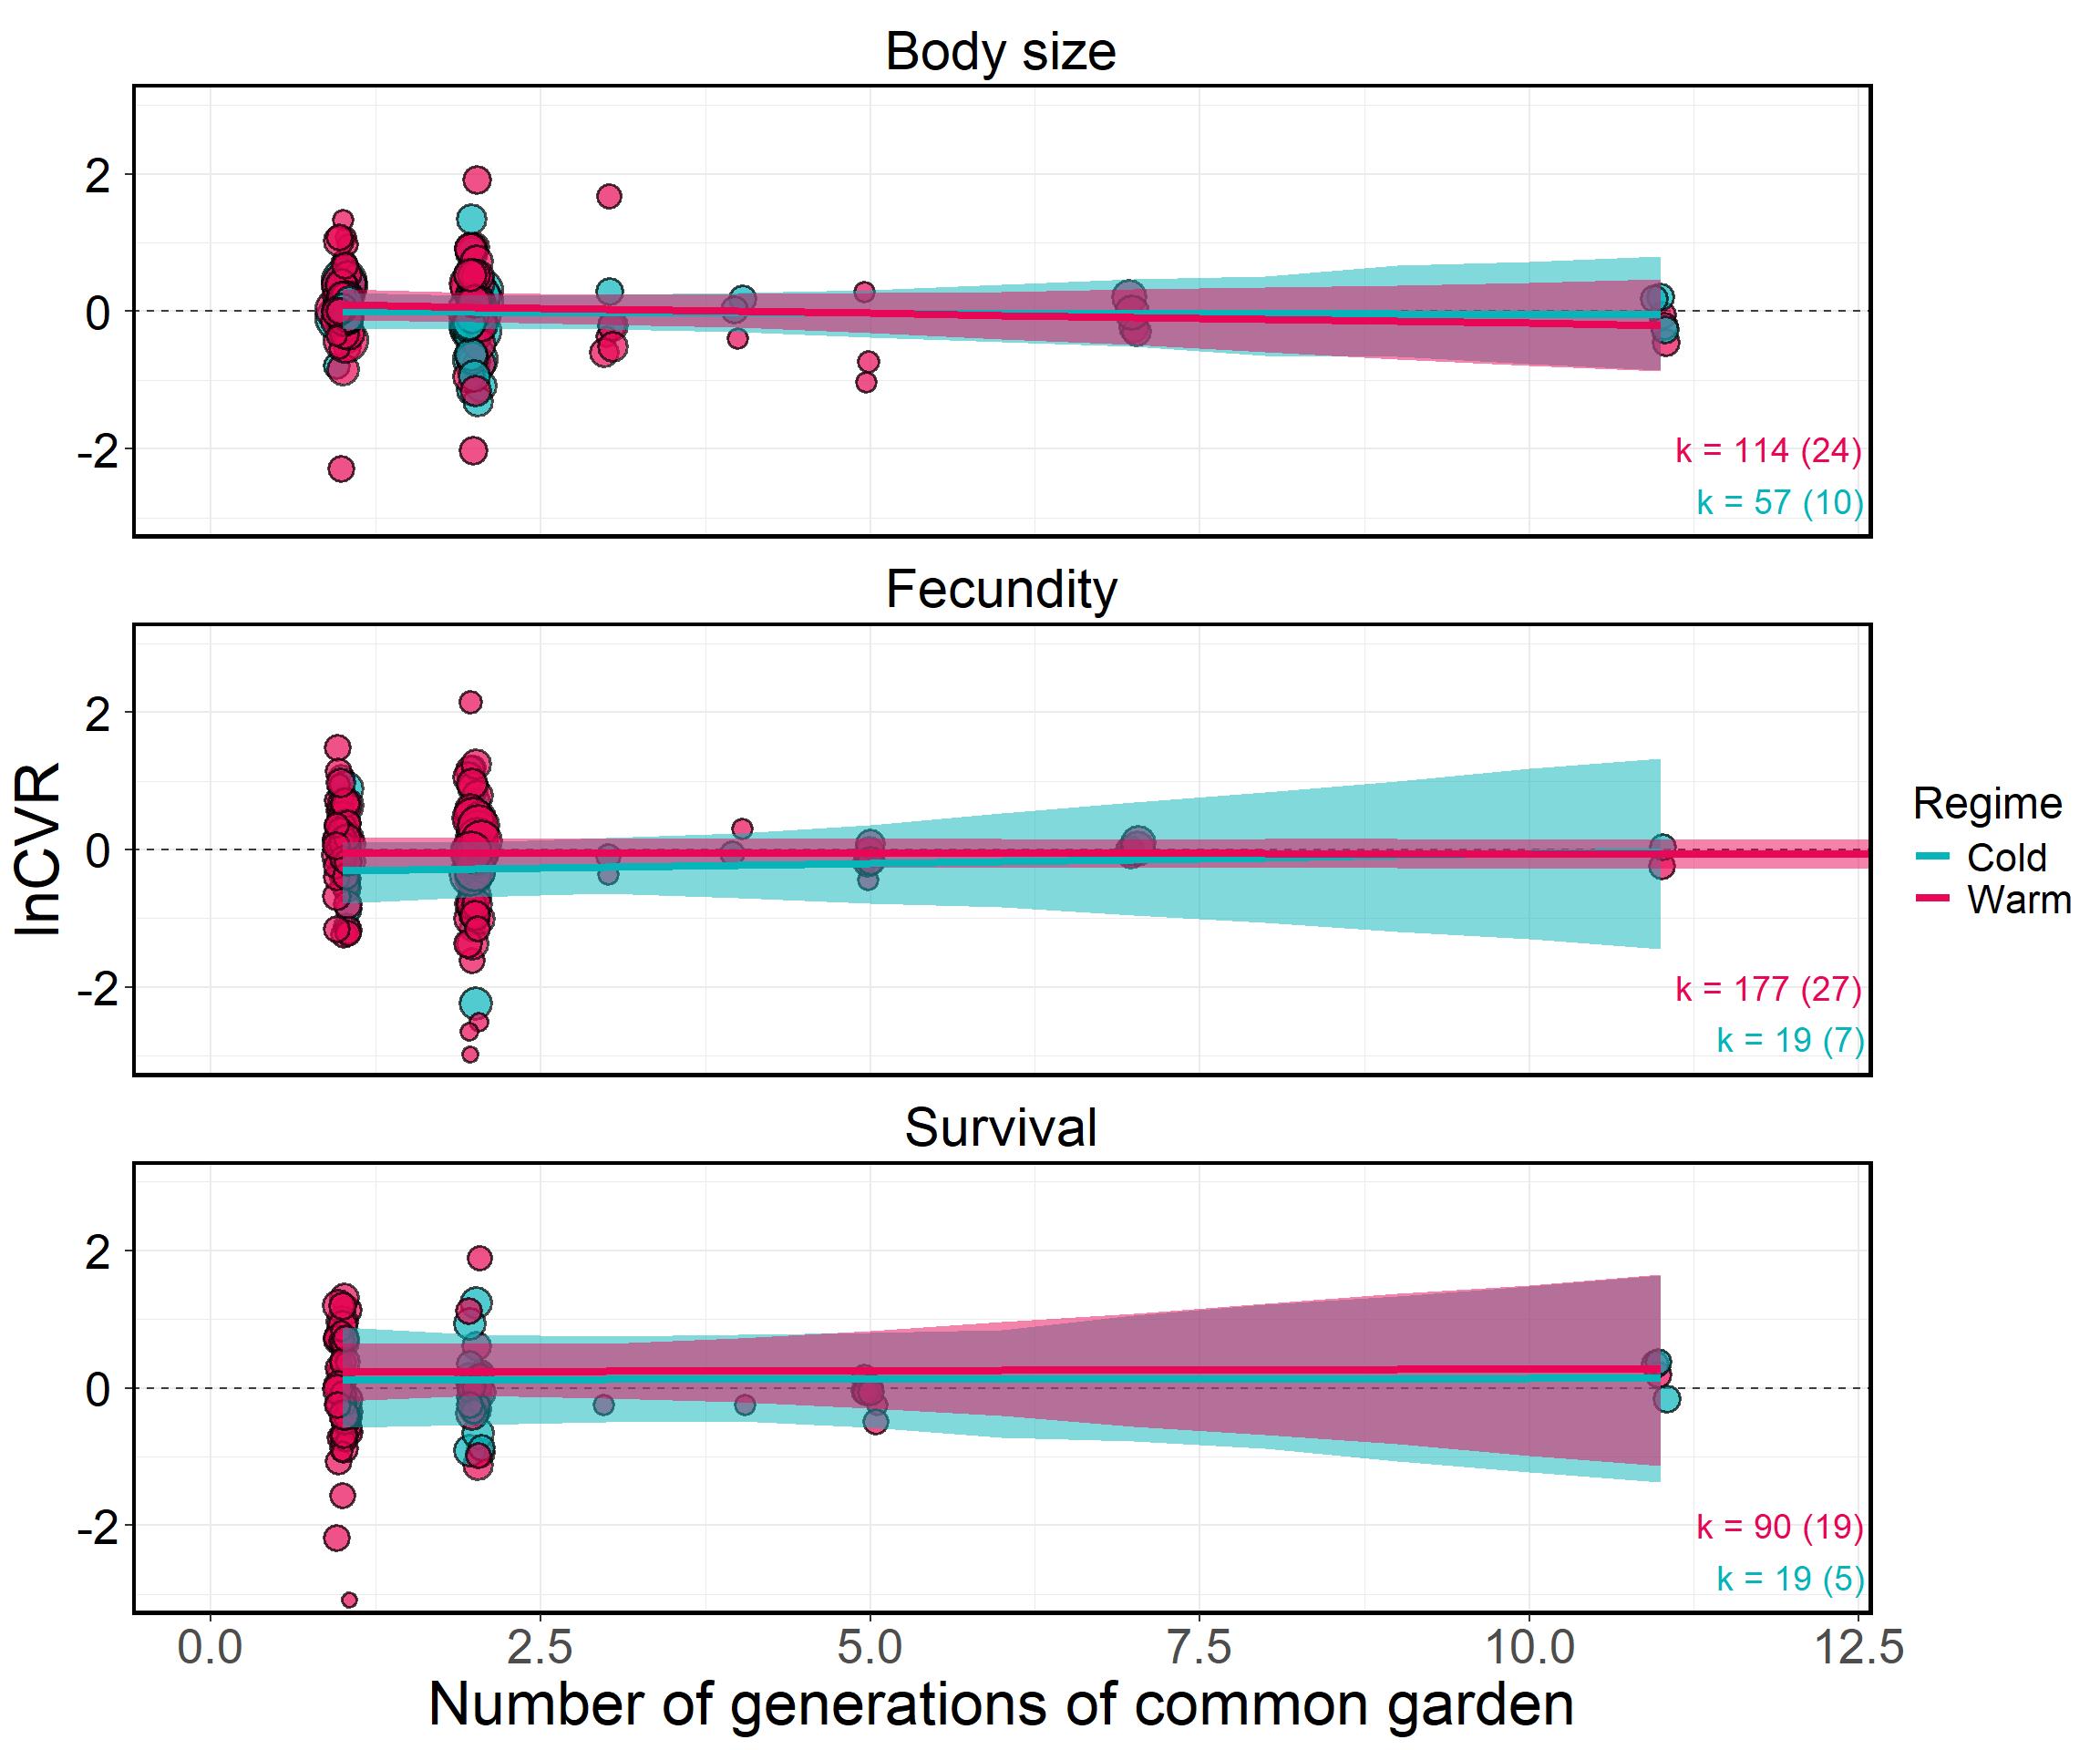 Body size
2
0
-2
k = 114 (24)
k = 57 (10)
Fecundity
2
0
-2
k = 177 (27)
k = 19 (7)
lnCVR
Regime
Cold
Warm
Survival
2
0
-2
k = 90 (19)
k = 19 (5)
0.0 2.5 5.0 7.5 10.0 12.5
Number of generations of common garden